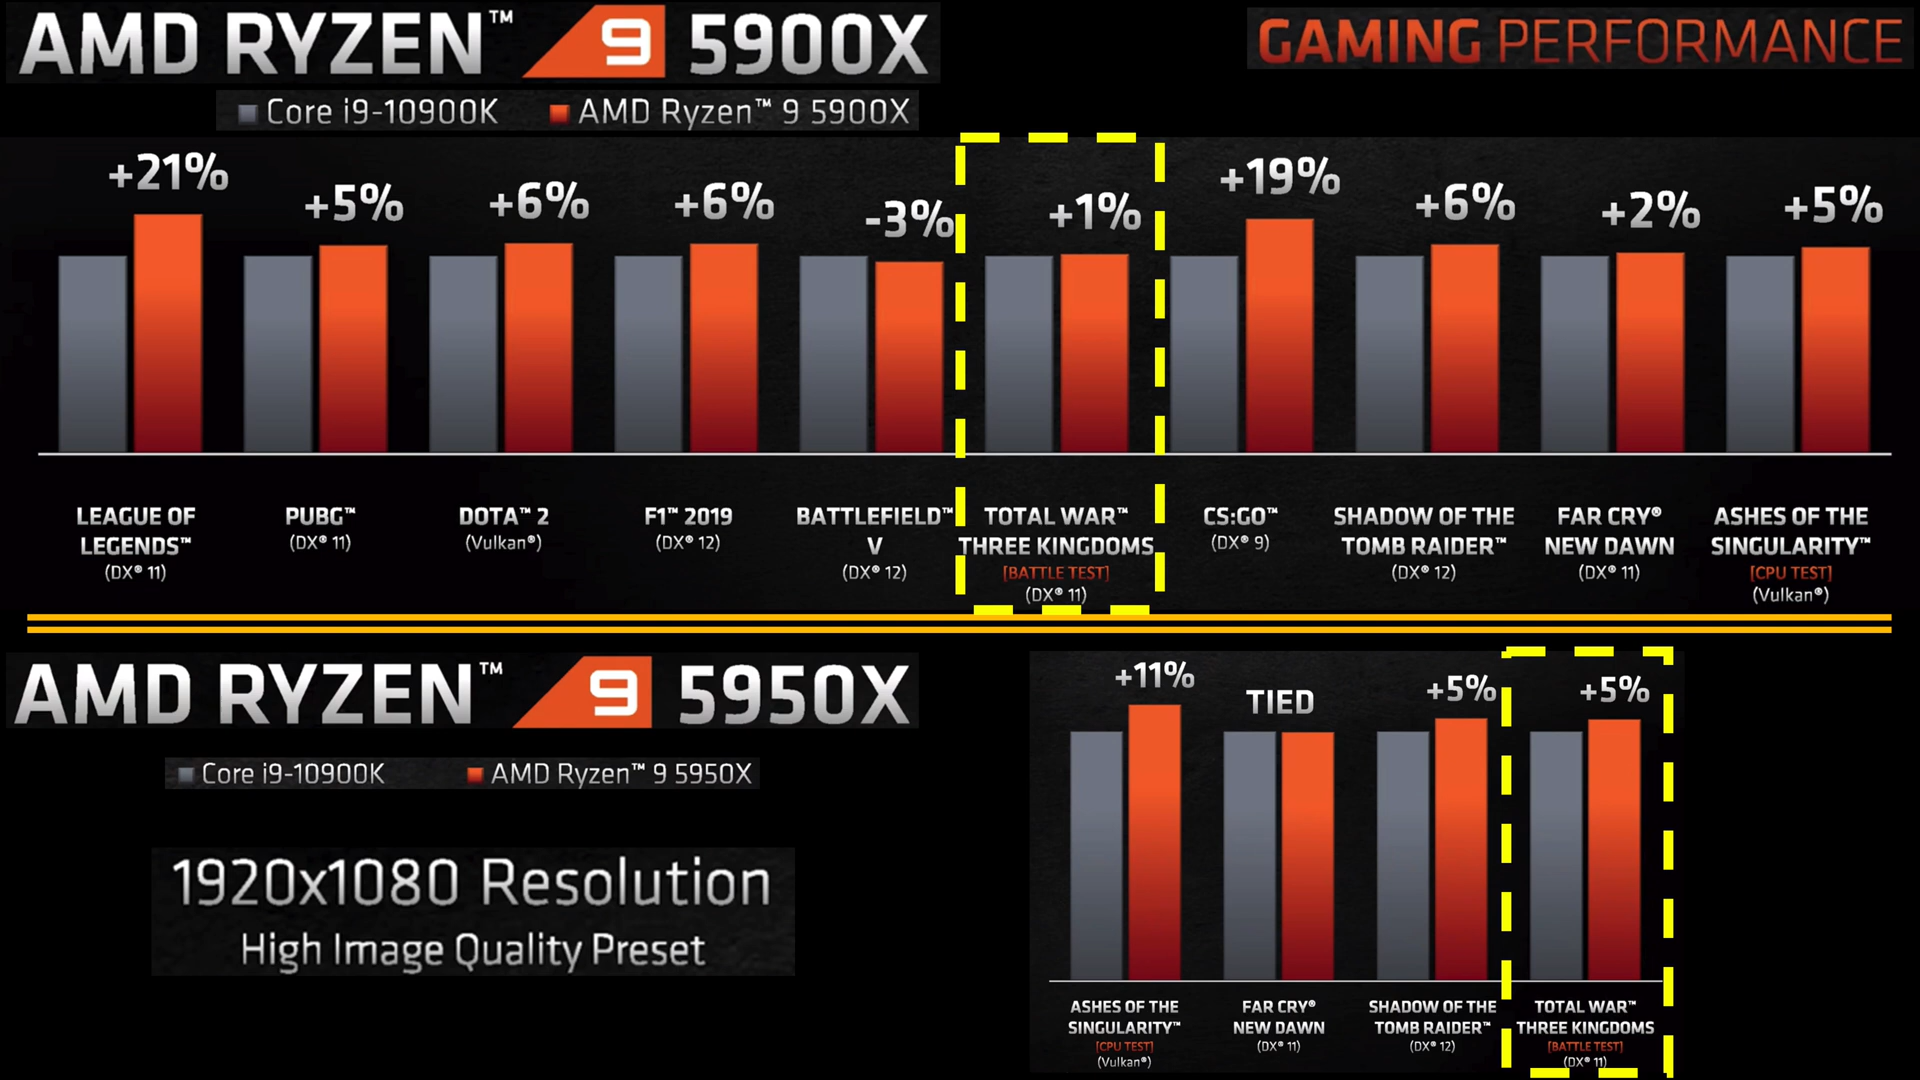 AMD RYZEN™ 9 5900X
GAMING PERFORMANCE
Core i9-10900K AMD Ryzen™ 9 5900X
+21% +5% +6% +6% -3% +1% +19% +6% +2% +5%
LEAGUE OF
LEGENDS™
(DX® 11)
PUBG™
(DX® 11)
DOTA™ 2
(Vulkan®)
F1™ 2019
(DX® 12)
BATTLEFIELD™
V
(DX® 12)
TOTAL WAR™
THREE KINGDOMS
[BATTLE TEST]
(DX® 11)
CS:GO™
(DX® 9)
SHADOW OF THE
TOMB RAIDER™
(DX® 12)
FAR CRY®
NEW DAWN
(DX® 11)
ASHES OF THE
SINGULARITY™
[CPU TEST]
(Vulkan®)
AMD RYZEN™ 9 5950X
Core i9-10900K AMD Ryzen™ 9 5950X
1920x1080 Resolution
High Image Quality Preset
+11% TIED +5% +5%
ASHES OF THE
SINGULARITY™
[CPU TEST]
(Vulkan®)
FAR CRY®
NEW DAWN
(DX® 11)
SHADOW OF THE
TOMB RAIDER™
(DX® 12)
TOTAL WAR™
THREE KINGDOMS
[BATTLE TEST]
(DX® 11)